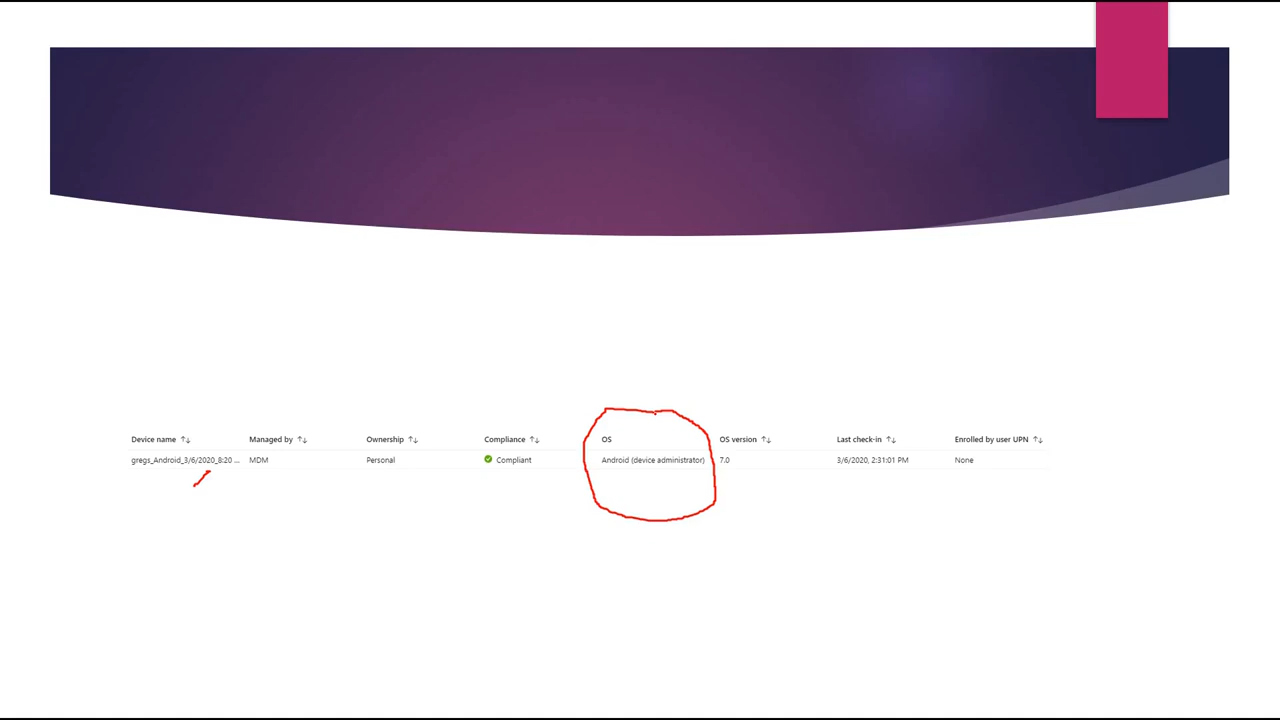 Device name Managed by Ownership Compliance OS OS version Last check-in Enrolled by user UPN
gregs_Android_3/6/2020_8:20 ... MDM Personal Compliant Android (device administrator) 7.0 3/6/2020, 2:31:01 PM None